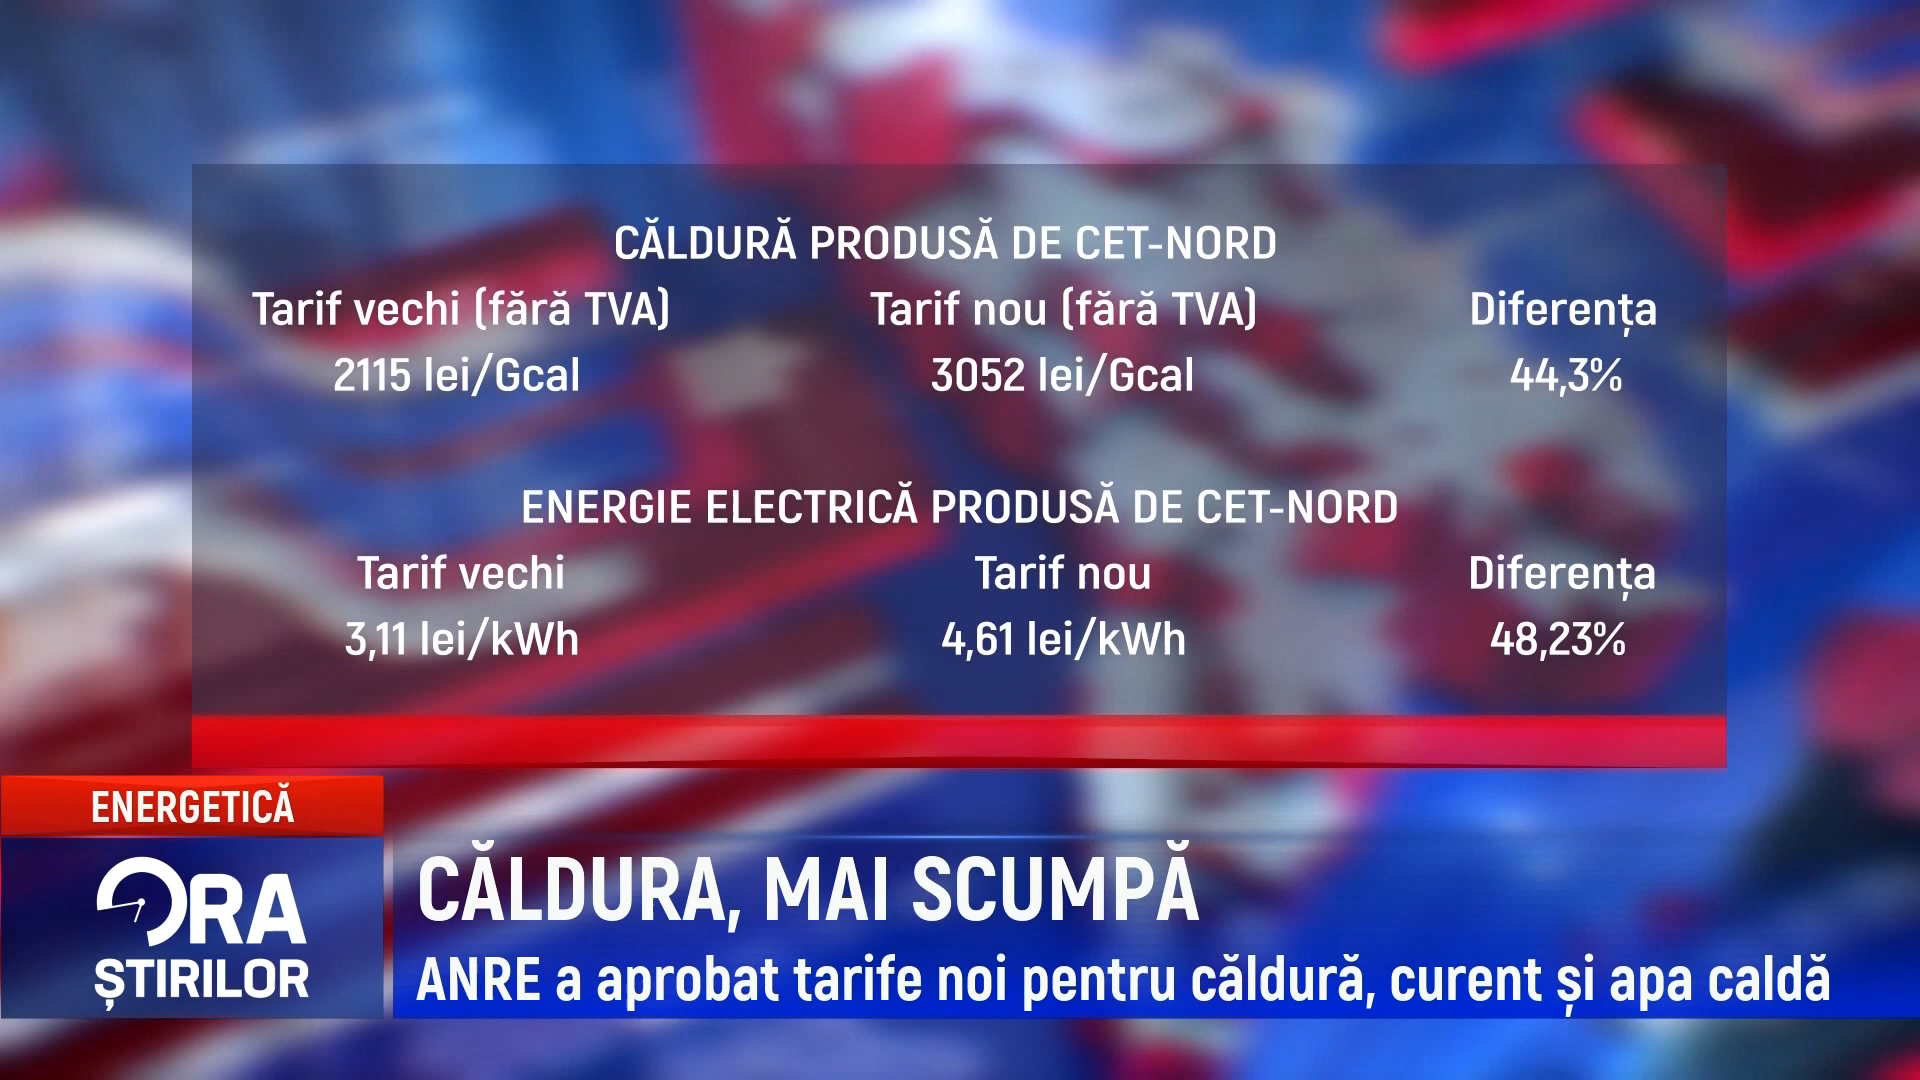 CĂLDURĂ PRODUSĂ DE CET-NORD
Tarif vechi (fără TVA) Tarif nou (fără TVA) Diferența
2115 lei/Gcal 3052 lei/Gcal 44,3%
ENERGIE ELECTRICĂ PRODUSĂ DE CET-NORD
Tarif vechi Tarif nou Diferența
3,11 lei/kWh 4,61 lei/kWh 48,23%
ENERGETICĂ
ORA
ȘTIRILOR
CĂLDURA, MAI SCUMPĂ
ANRE a aprobat tarife noi pentru căldură, curent și apa caldă